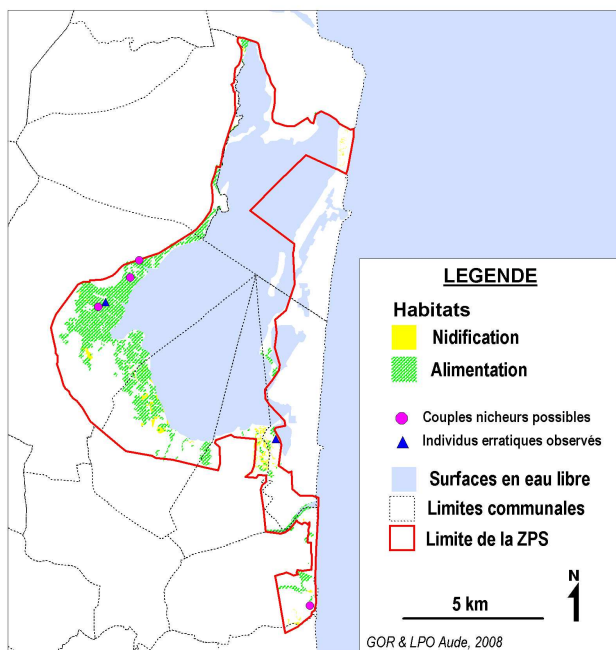 LEGENDE
Habitats
Nidification
Alimentation
Couples nicheurs possibles
Individus erratiques observés
Surfaces en eau libre
Limites communales
Limite de la ZPS
N
5 km
GOR & LPO Aude, 2008